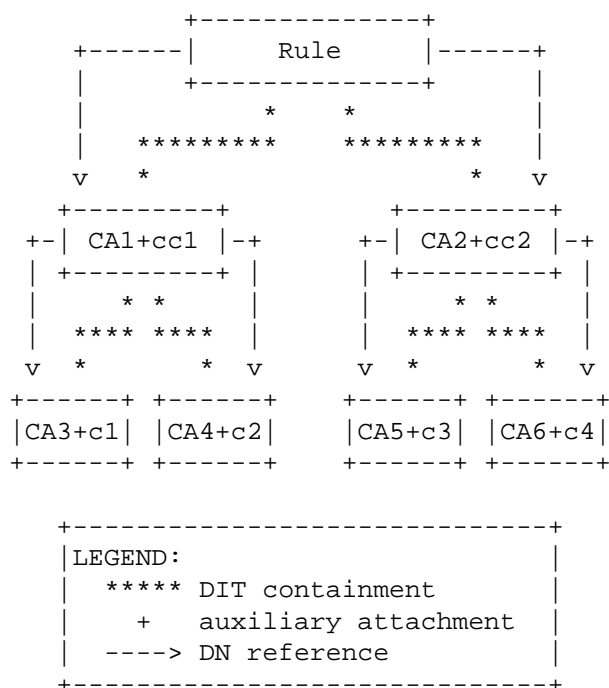 Rule
CA1+cc1 CA2+cc2
CA3+c1 CA4+c2 CA5+c3 CA6+c4
LEGEND:
***** DIT containment
+ auxiliary attachment
----> DN reference